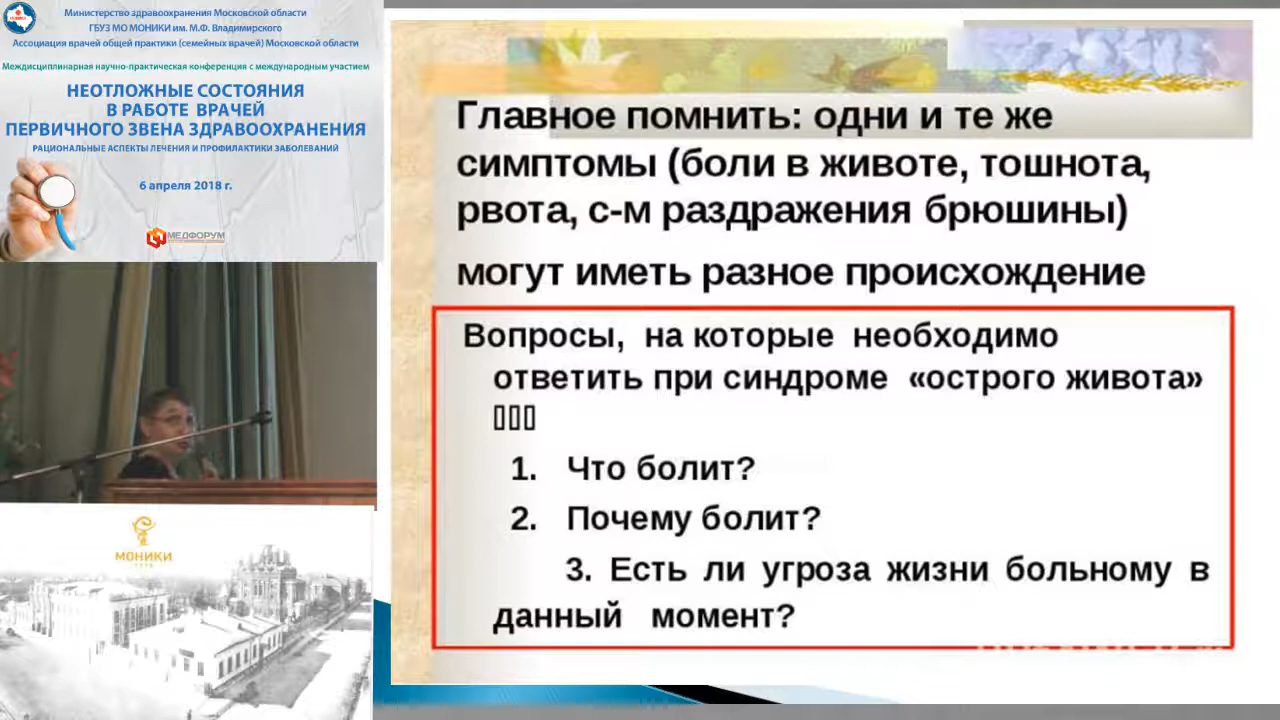 Министерство здравоохранения Московской области
ГБУЗ МО МОНИКИ им. М.Ф. Владимирского
Ассоциация врачей общей практики (семейных врачей) Московской области
Междисциплинарная научно-практическая конференция с международным участием
НЕОТЛОЖНЫЕ СОСТОЯНИЯ
В РАБОТЕ ВРАЧЕЙ
ПЕРВИЧНОГО ЗВЕНА ЗДРАВООХРАНЕНИЯ
РАЦИОНАЛЬНЫЕ АСПЕКТЫ ЛЕЧЕНИЯ И ПРОФИЛАКТИКИ ЗАБОЛЕВАНИЙ
6 апреля 2018 г.
МЕДФОРУМ
МОНИКИ
Главное помнить: одни и те же
симптомы (боли в животе, тошнота,
рвота, с-м раздражения брюшины)
могут иметь разное происхождение
Вопросы, на которые необходимо
ответить при синдроме «острого живота»
1. Что болит?
2. Почему болит?
3. Есть ли угроза жизни больному в
данный момент?